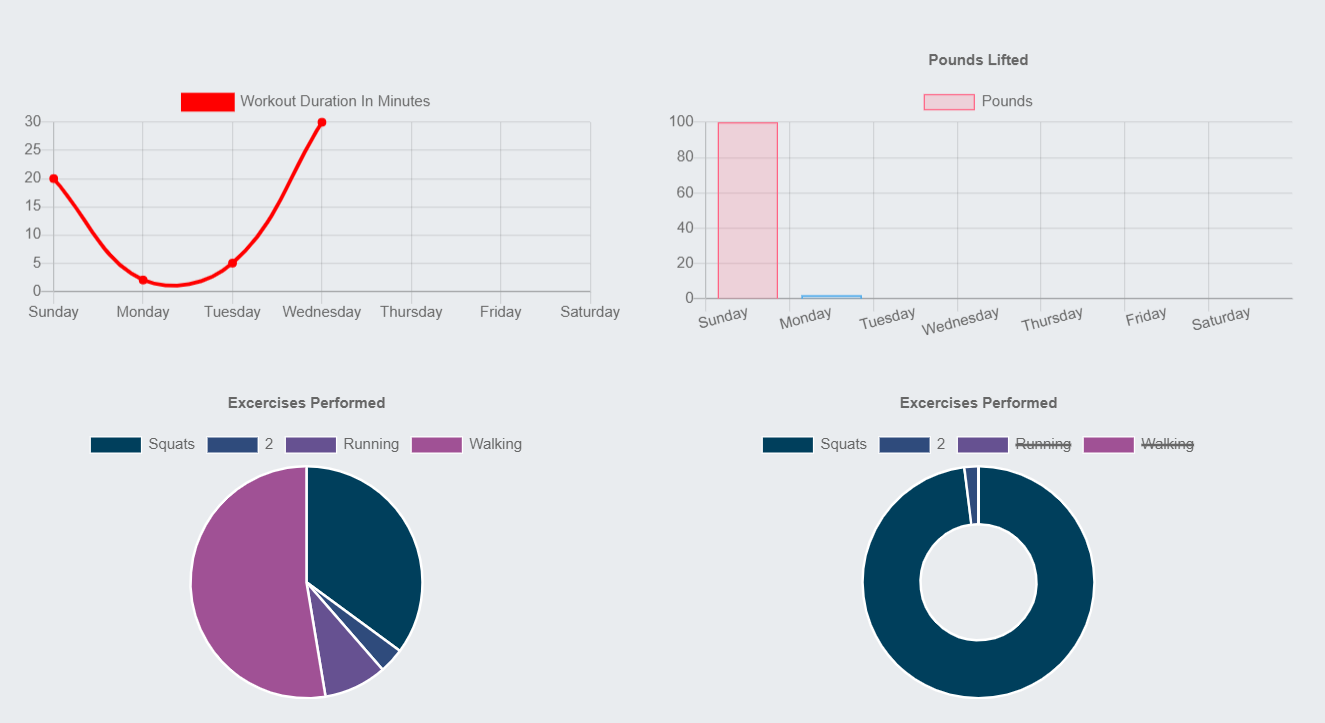 Workout Duration In Minutes
30
25
20
15
10
5
0
Sunday Monday Tuesday Wednesday Thursday Friday Saturday
Pounds Lifted
Pounds
100
80
60
40
20
0
Sunday Monday Tuesday Wednesday Thursday Friday Saturday
Excercises Performed
Squats 2 Running Walking
Excercises Performed
Squats 2 Running Walking